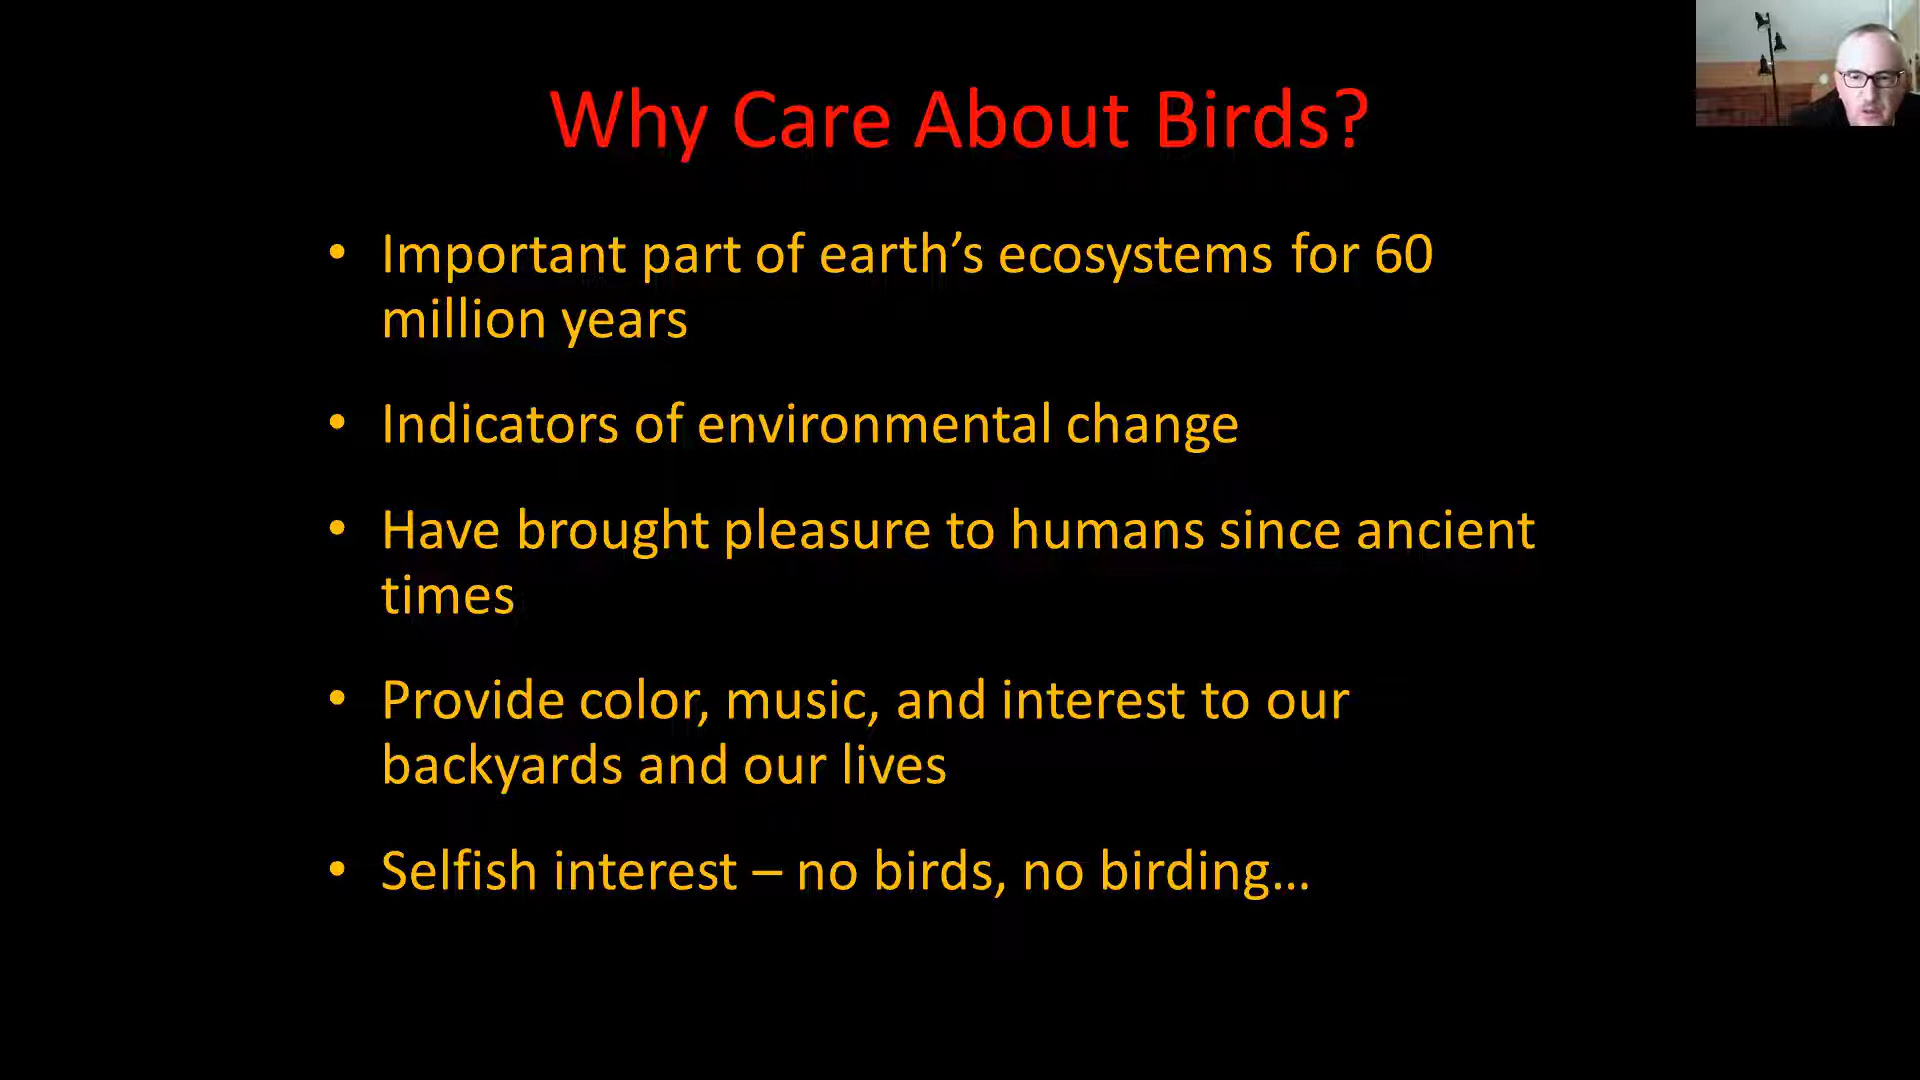 Why Care About Birds?
• Important part of earth’s ecosystems for 60
million years
• Indicators of environmental change
• Have brought pleasure to humans since ancient
times
• Provide color, music, and interest to our
backyards and our lives
• Selfish interest – no birds, no birding…